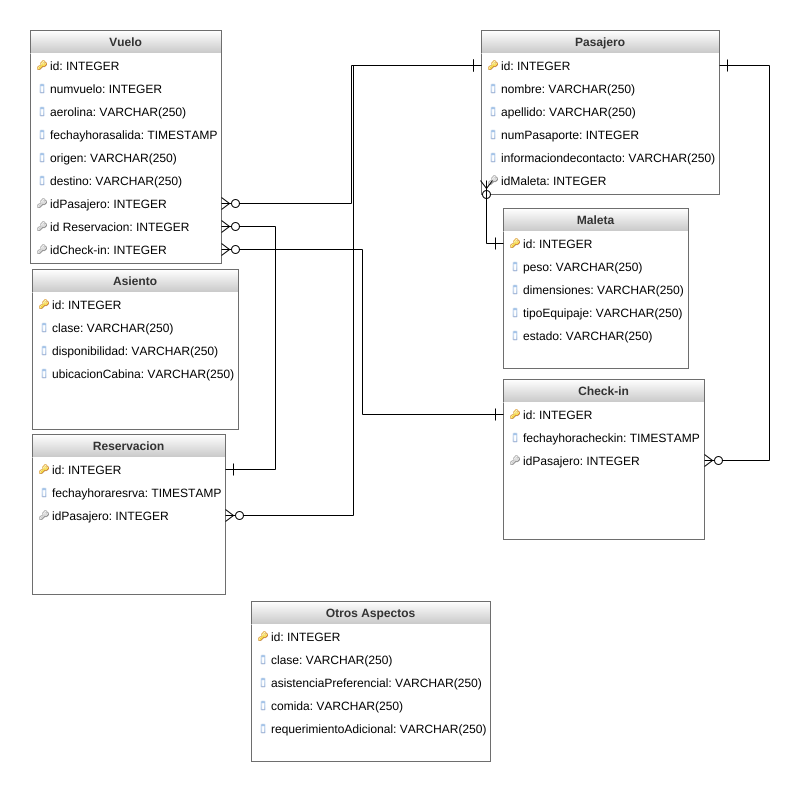 Vuelo
id: INTEGER
numvuelo: INTEGER
aerolina: VARCHAR(250)
fechayhorasalida: TIMESTAMP
origen: VARCHAR(250)
destino: VARCHAR(250)
idPasajero: INTEGER
id Reservacion: INTEGER
idCheck-in: INTEGER
Pasajero
id: INTEGER
nombre: VARCHAR(250)
apellido: VARCHAR(250)
numPasaporte: INTEGER
informaciondecontacto: VARCHAR(250)
idMaleta: INTEGER
Maleta
id: INTEGER
peso: VARCHAR(250)
dimensiones: VARCHAR(250)
tipoEquipaje: VARCHAR(250)
estado: VARCHAR(250)
Asiento
id: INTEGER
clase: VARCHAR(250)
disponibilidad: VARCHAR(250)
ubicacionCabina: VARCHAR(250)
Check-in
id: INTEGER
fechayhoracheckin: TIMESTAMP
idPasajero: INTEGER
Reservacion
id: INTEGER
fechayhoraresrva: TIMESTAMP
idPasajero: INTEGER
Otros Aspectos
id: INTEGER
clase: VARCHAR(250)
asistenciaPreferencial: VARCHAR(250)
comida: VARCHAR(250)
requerimientoAdicional: VARCHAR(250)